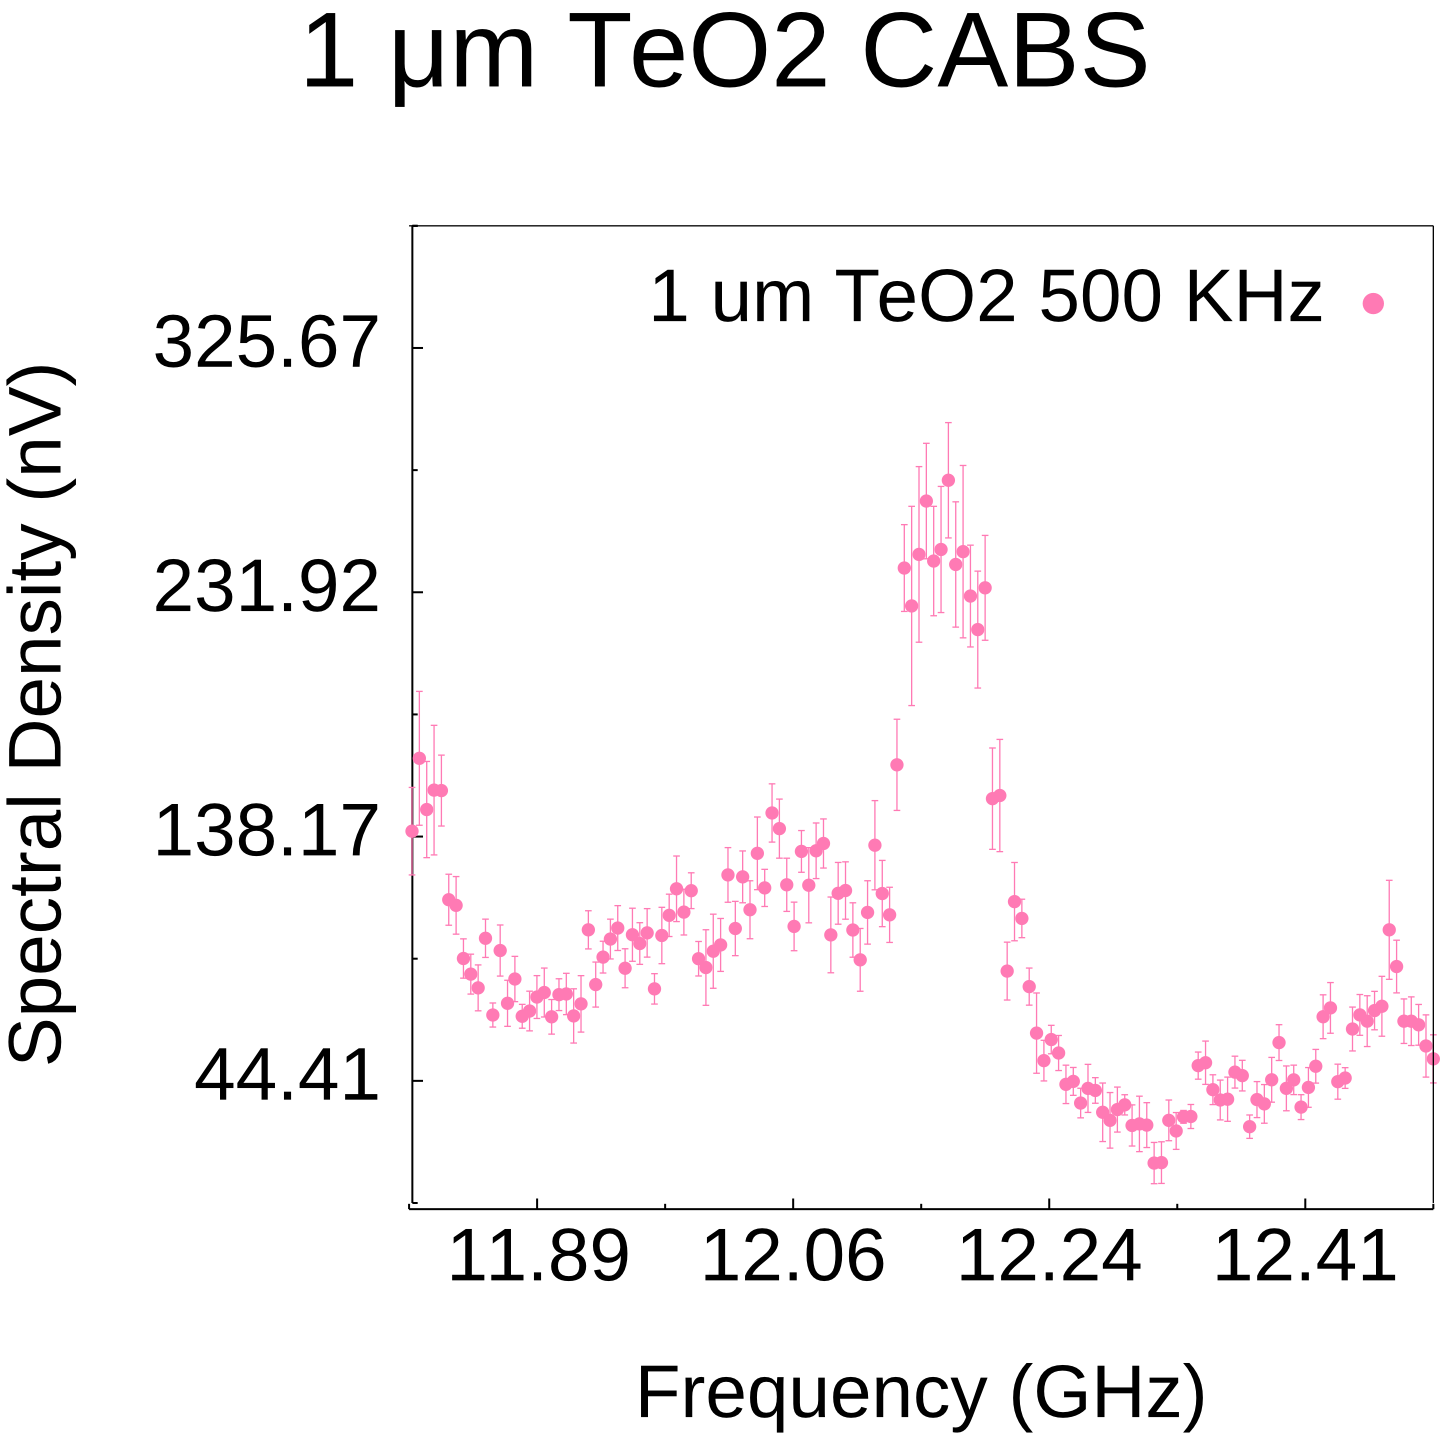 1 μm TeO2 CABS
1 um TeO2 500 KHz
325.67
231.92
138.17
44.41
Spectral Density (nV)
11.89 12.06 12.24 12.41
Frequency (GHz)